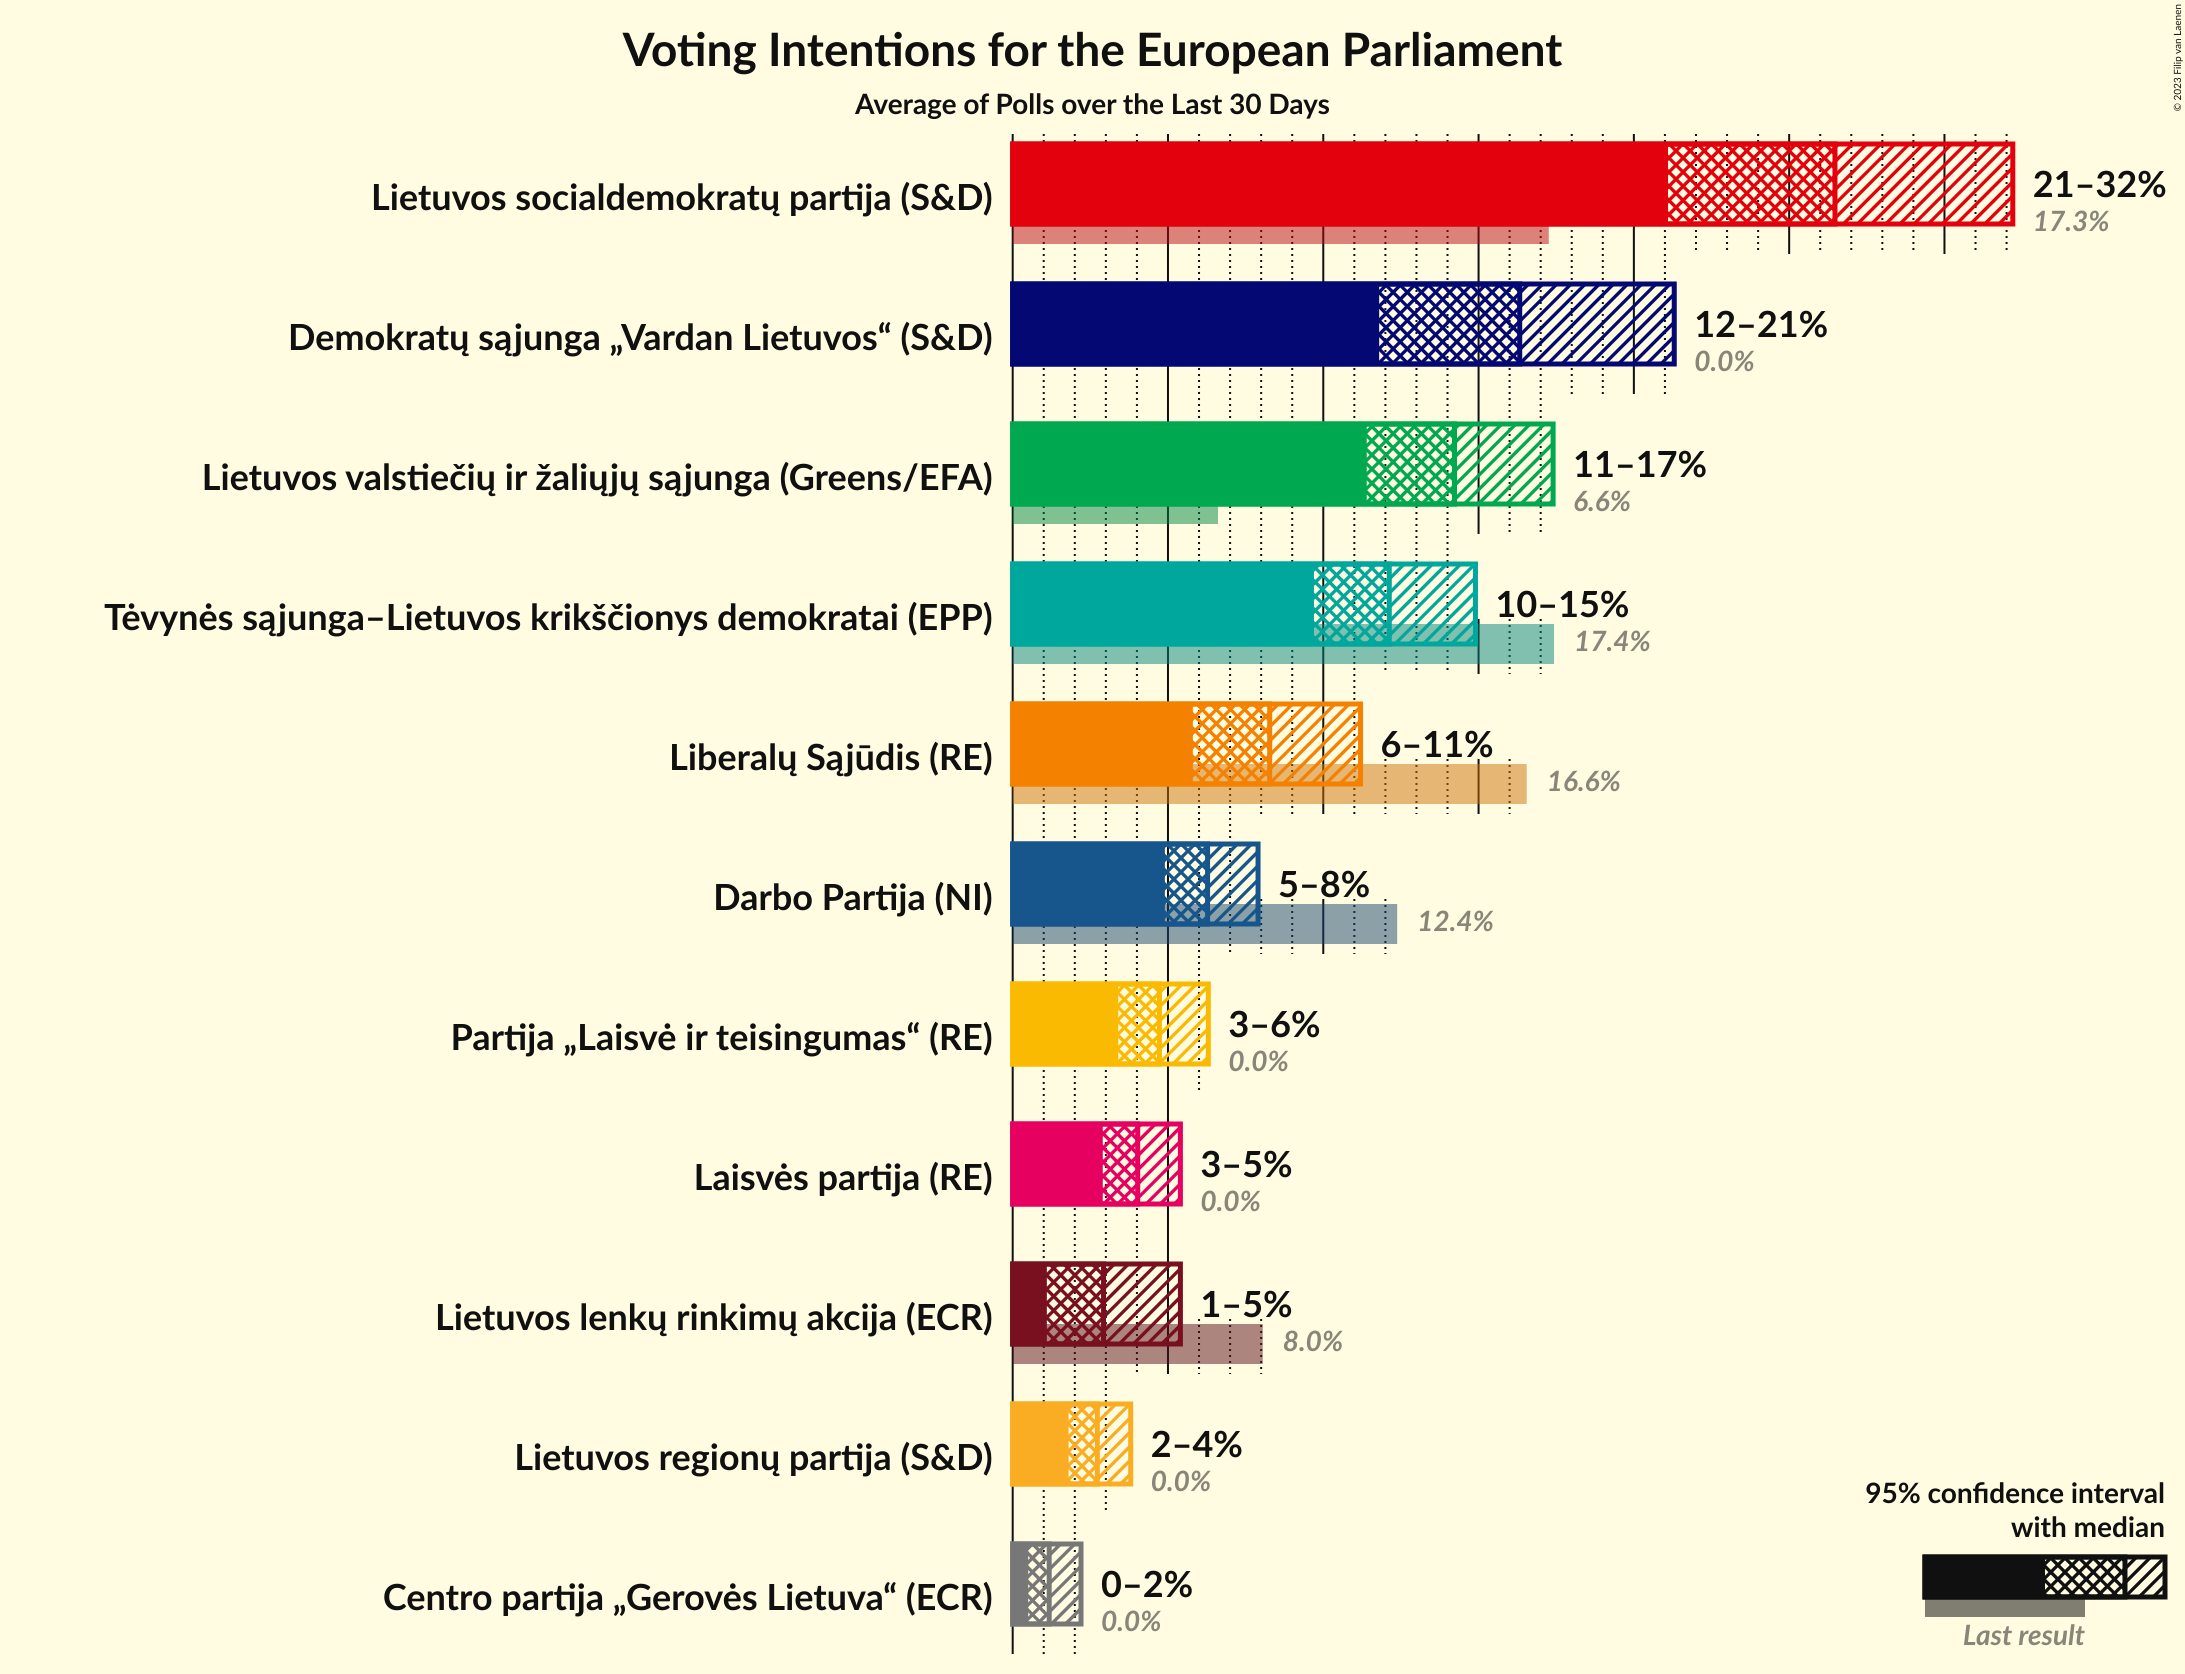 © 2023 Filip van Laenen
Voting Intentions for the European Parliament
Average of Polls over the Last 30 Days
Lietuvos socialdemokratų partija (S&D)
21–32%
17.3%
Demokratų sąjunga „Vardan Lietuvos“ (S&D)
12–21%
0.0%
Lietuvos valstiečių ir žaliųjų sąjunga (Greens/EFA)
11–17%
6.6%
Tėvynės sąjunga–Lietuvos krikščionys demokratai (EPP)
10–15%
17.4%
Liberalų Sąjūdis (RE)
6–11%
16.6%
Darbo Partija (NI)
5–8%
12.4%
Partija „Laisvė ir teisingumas“ (RE)
3–6%
0.0%
Laisvės partija (RE)
3–5%
0.0%
Lietuvos lenkų rinkimų akcija (ECR)
1–5%
8.0%
Lietuvos regionų partija (S&D)
2–4%
0.0%
Centro partija „Gerovės Lietuva“ (ECR)
0–2%
0.0%
95% confidence interval
with median
Last result